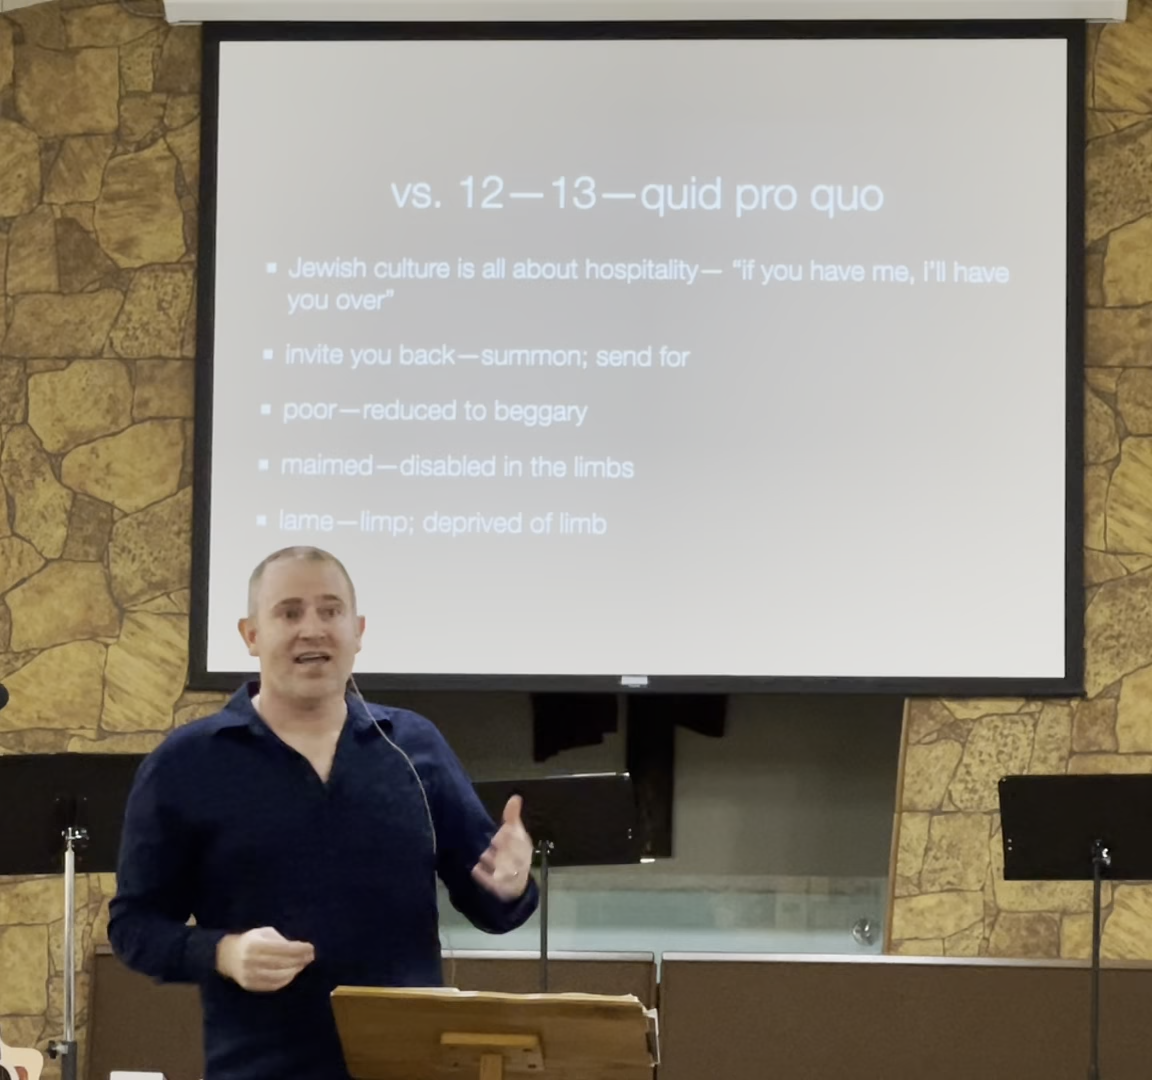 vs. 12—13—quid pro quo
▪ Jewish culture is all about hospitality— “if you have me, i’ll have
you over”
▪ invite you back—summon; send for
▪ poor—reduced to beggary
▪ maimed—disabled in the limbs
▪ lame—limp; deprived of limb